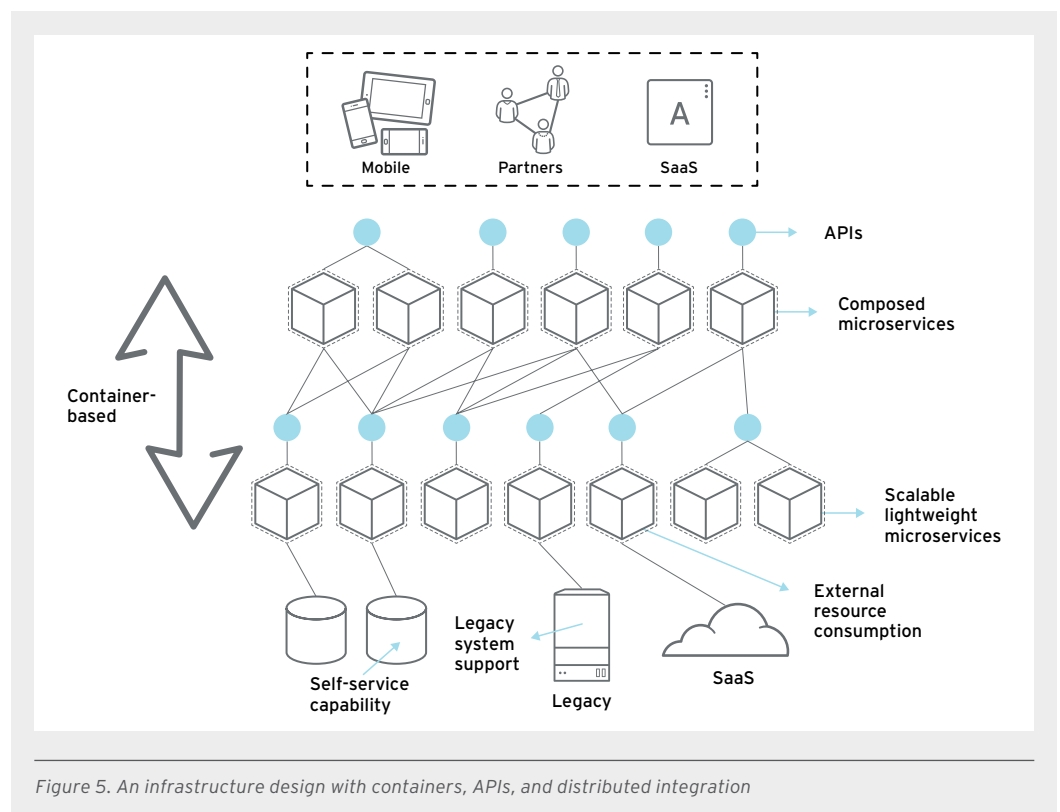 A
Mobile
Partners
SaaS
APIs
Composed
microservices
Container-
based
Scalable
lightweight
microservices
External
resource
consumption
Legacy
system
support
Self-service
capability
Legacy
SaaS
Figure 5. An infrastructure design with containers, APIs, and distributed integration